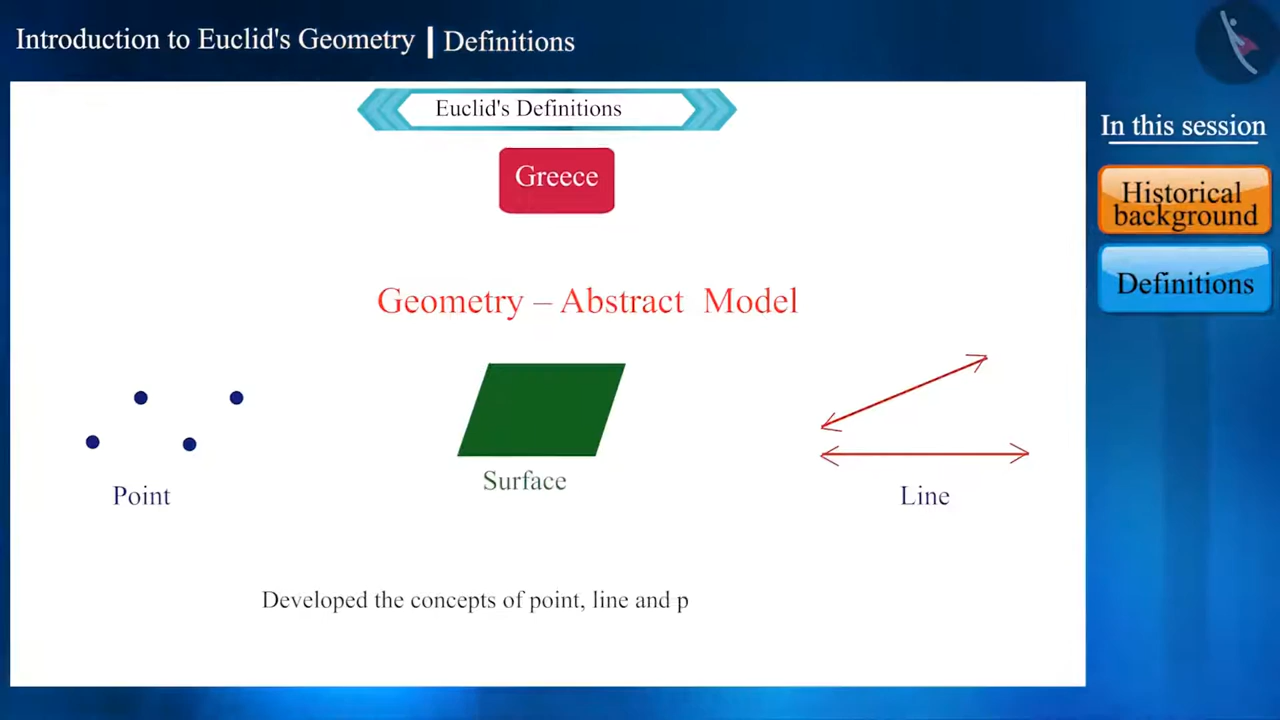 Introduction to Euclid's Geometry | Definitions
Euclid's Definitions
Greece
Geometry – Abstract Model
Point
Surface
Line
Developed the concepts of point, line and p
In this session
Historical
background
Definitions